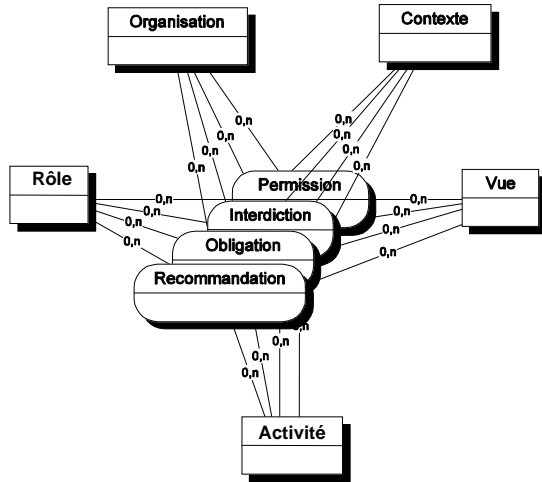 Organisation
Contexte
0,n
0,n
0,n
0,n
0,n
0,n
0,n
0,n
Rôle
Permission
Vue
0,n
0,n
0,n
0,n
Interdiction
0,n
0,n
0,n
0,n
Obligation
Recommandation
0,n
0,n
0,n
0,n
Activité